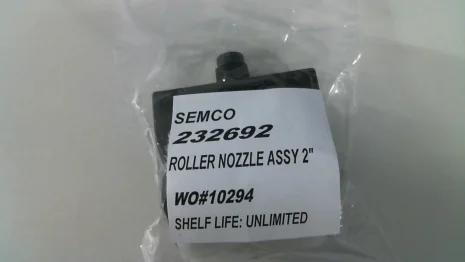 SEMCO
232692
ROLLER NOZZLE ASSY 2"
WO#10294
SHELF LIFE: UNLIMITED